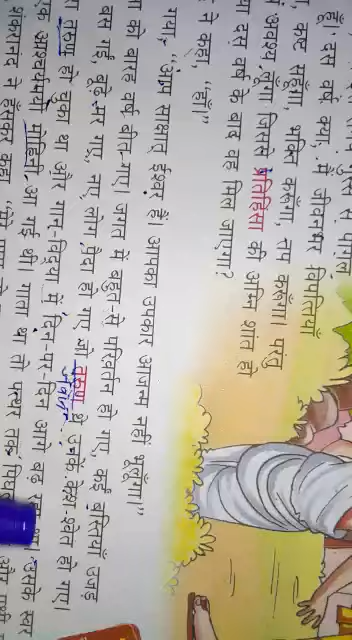 हूँ। दस वर्ष क्या, मैं जीवनभर विपत्तियाँ
कष्ट सहूँगा, भक्ति करूँगा, तप करूँगा। परंतु
अवश्य लूँगा जिससे प्रतिहिंसा की अग्नि शांत हो
दस वर्ष के बाद वह मिल जाएगा?
ने कहा, "हाँ।"
गया, "आप साक्षात् ईश्वर हैं। आपका उपकार आजन्म नहीं भूलूँगा।"
को बारह वर्ष बीत गए। जगत में बहुत-से परिवर्तन हो गए, कई बस्तियाँ उजड़
बस गईं, बूढ़े मर गए, नए लोग पैदा हो गए, जो तरुण थे उनके केश श्वेत हो गए।
जवान
तरुण हो चुका था और गान-विद्या में दिन-पर-दिन आगे बढ़
एक आश्चर्यमयी मोहिनी आ गई थी। गाता था तो पत्थर तक उसके स्वर
शंकरानंद ने हँसकर कहा